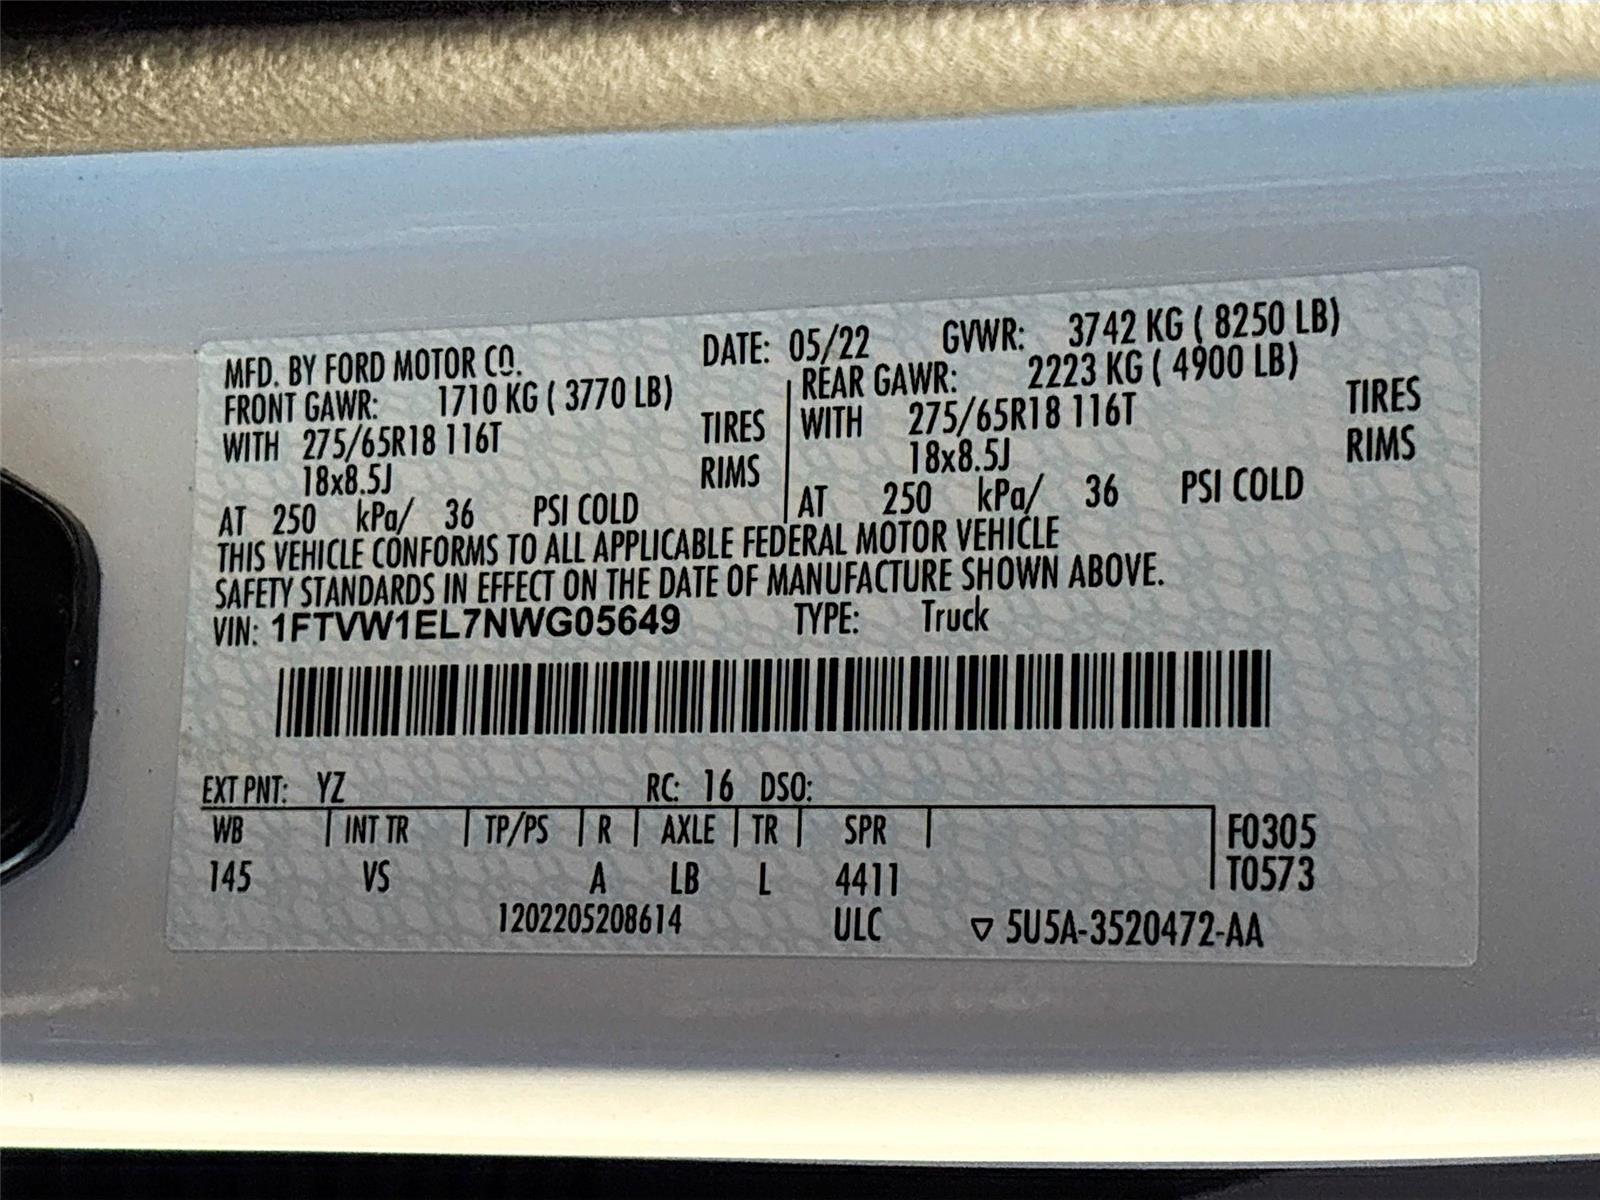 MFD. BY FORD MOTOR CO. DATE: 05/22 GVWR: 3742 KG ( 8250 LB)
FRONT GAWR: 1710 KG ( 3770 LB) REAR GAWR: 2223 KG ( 4900 LB)
WITH 275/65R18 116T TIRES WITH 275/65R18 116T TIRES
18x8.5J RIMS 18x8.5J RIMS
AT 250 kPa/ 36 PSI COLD AT 250 kPa/ 36 PSI COLD
THIS VEHICLE CONFORMS TO ALL APPLICABLE FEDERAL MOTOR VEHICLE
SAFETY STANDARDS IN EFFECT ON THE DATE OF MANUFACTURE SHOWN ABOVE.
VIN: 1FTVW1EL7NWG05649 TYPE: Truck
EXT PNT: YZ RC: 16 DSO:
WB INT TR TP/PS R AXLE TR SPR F0305
145 VS A LB L 4411 T0573
1202205208614 ULC ▽ 5U5A-3520472-AA